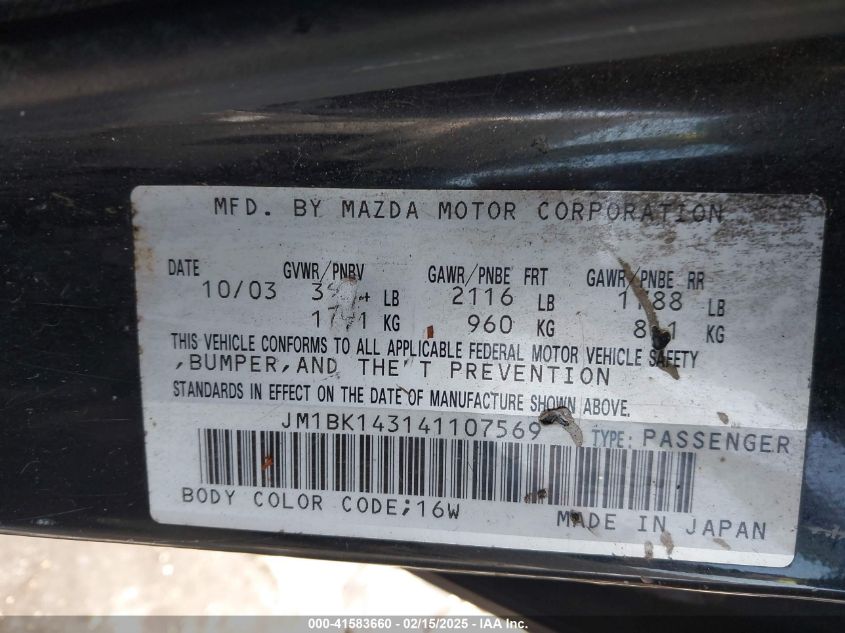 MFD. BY MAZDA MOTOR CORPORATION
DATE GVWR/PNBV GAWR/PNBE FRT GAWR/PNBE RR
10/03 LB 2116 LB LB
KG 960 KG KG
THIS VEHICLE CONFORMS TO ALL APPLICABLE FEDERAL MOTOR VEHICLE SAFETY
,BUMPER,AND THE T PREVENTION
STANDARDS IN EFFECT ON THE DATE OF MANUFACTURE SHOWN ABOVE.
JM1BK143141107569 TYPE: PASSENGER
BODY COLOR CODE;16W MADE IN JAPAN
000-41583660 - 02/15/2025 - IAA Inc.